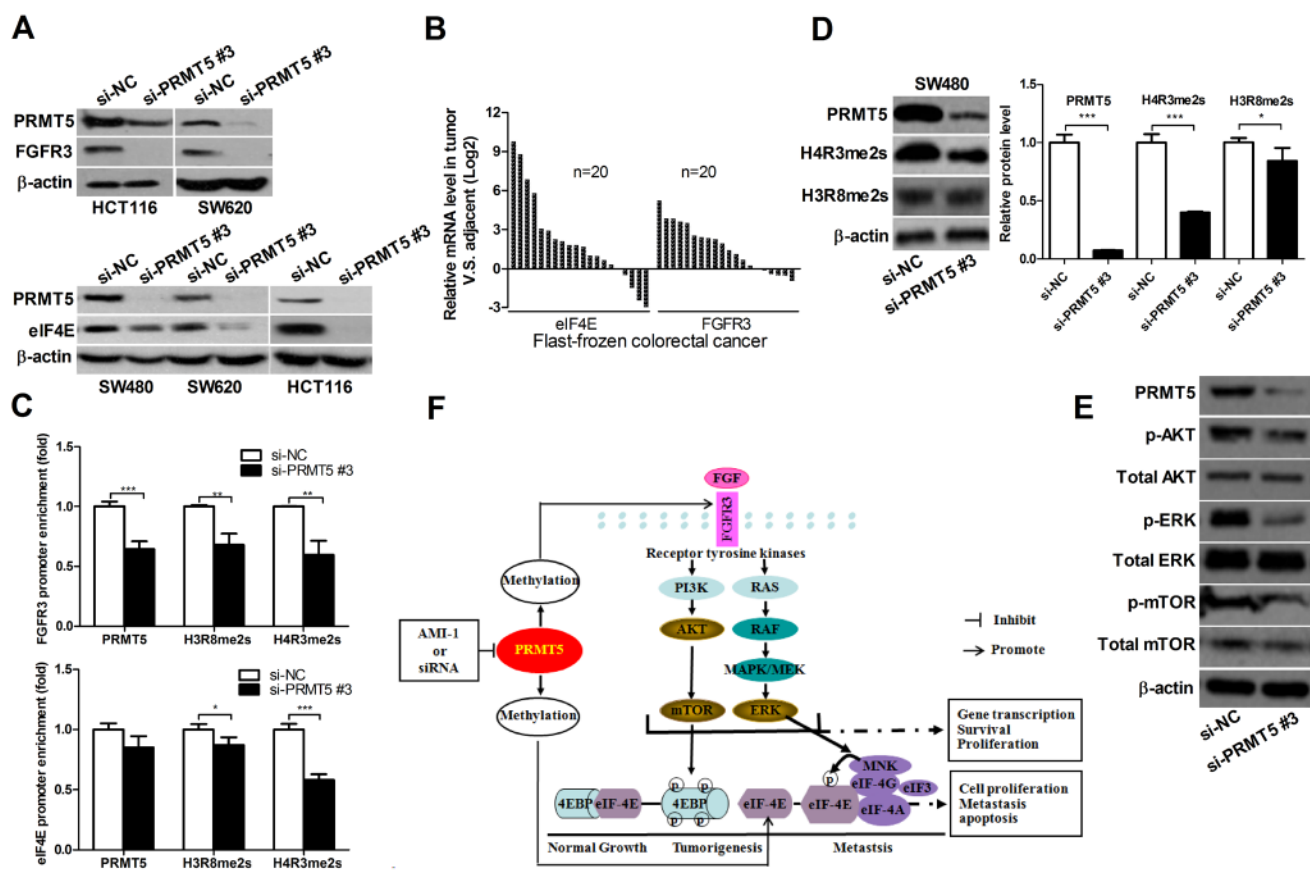 A
si-NC si-PRMT5 #3 si-NC si-PRMT5 #3
PRMT5
FGFR3
β-actin
HCT116 SW620
si-NC si-PRMT5 #3 si-NC si-PRMT5 #3 si-NC si-PRMT5 #3
PRMT5
eIF4E
β-actin
SW480 SW620 HCT116
B
Relative mRNA level in tumor
V.S. adjacent (Log2)
12
9
6
3
0
-3
n=20 n=20
eIF4E FGFR3
Flast-frozen colorectal cancer
D
SW480
PRMT5
H4R3me2s
H3R8me2s
β-actin
si-NC
si-PRMT5 #3
Relative protein level
1.5
1.0
0.5
0.0
PRMT5 H4R3me2s H3R8me2s
*** *** *
si-NC si-PRMT5 #3 si-NC si-PRMT5 #3 si-NC si-PRMT5 #3
C
FGFR3 promoter enrichment (fold)
1.5
1.0
0.5
0.0
si-NC
si-PRMT5 #3
*** ** **
PRMT5 H3R8me2s H4R3me2s
eIF4E promoter enrichment (fold)
1.5
1.0
0.5
0.0
si-NC
si-PRMT5 #3
* ***
PRMT5 H3R8me2s H4R3me2s
F
FGF
FGFR3
Receptor tyrosine kinases
Methylation
PI3K RAS
AMI-1
or
siRNA
PRMT5
AKT RAF
MAPK/MEK
Methylation
mTOR ERK
Inhibit
Promote
Gene transcription
Survival
Proliferation
MNK
eIF-4G
eIF3
eIF-4A
p
p p
4EBP eIF-4E 4EBP eIF-4E eIF-4E
p p
Cell proliferation
Metastasis
apoptosis
Normal Growth Tumorigenesis Metastsis
E
PRMT5
p-AKT
Total AKT
p-ERK
Total ERK
p-mTOR
Total mTOR
β-actin
si-NC
si-PRMT5 #3